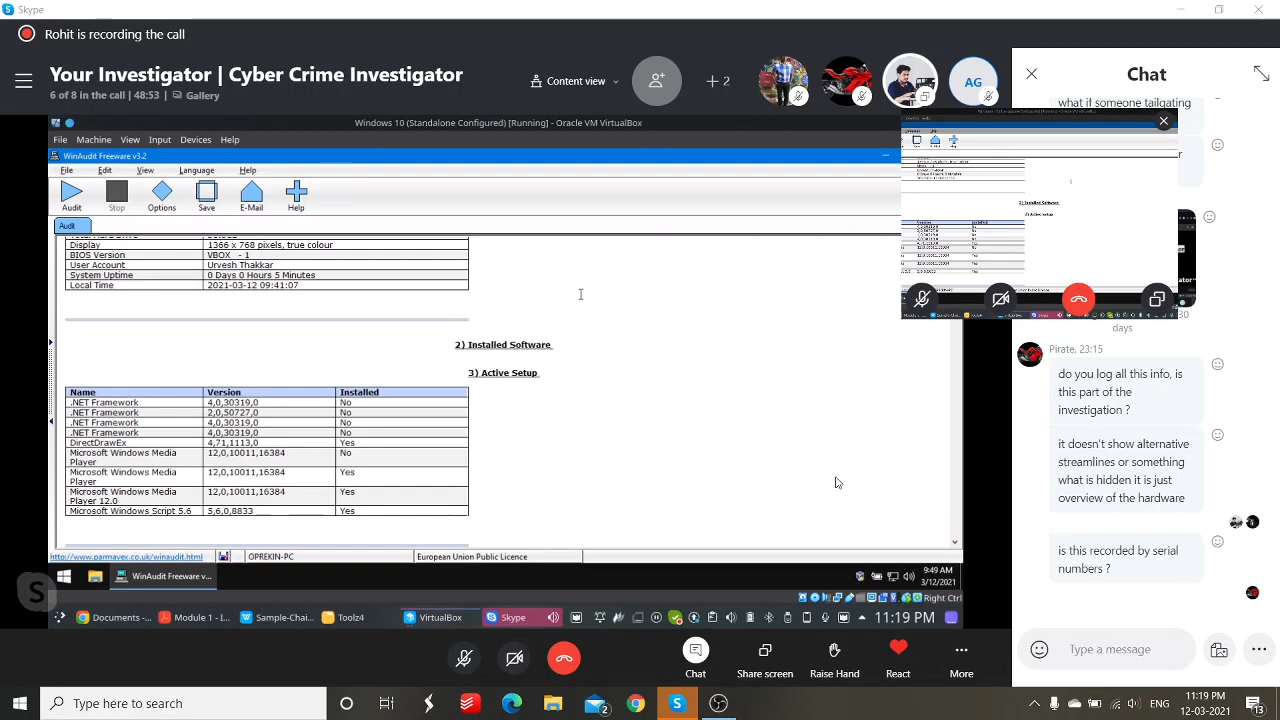 Skype
Rohit is recording the call
Your Investigator | Cyber Crime Investigator
6 of 8 in the call | 48:53 | Gallery
Content view
+2
AG
Chat
Windows 10 (Standalone Configured) [Running] - Oracle VM VirtualBox
File Machine View Input Devices Help
WinAudit Freeware v3.2
File Edit View Language Help
Audit Stop Options Save E-Mail Help
Audit
Display 1366 x 768 pixels, true colour
BIOS Version VBOX - 1
User Account Urvesh Thakkar
System Uptime 0 Days 0 Hours 5 Minutes
Local Time 2021-03-12 09:41:07
2) Installed Software
3) Active Setup
Name Version Installed
.NET Framework 4,0,30319,0 No
.NET Framework 2,0,50727,0 No
.NET Framework 4,0,30319,0 No
.NET Framework 4,0,30319,0 No
DirectDrawEx 4,71,1113,0 Yes
Microsoft Windows Media Player 12,0,10011,16384 No
Microsoft Windows Media Player 12,0,10011,16384 Yes
Microsoft Windows Media Player 12.0 12,0,10011,16384 Yes
Microsoft Windows Script 5.6 5,6,0,8833 Yes
http://www.parmavex.co.uk/winaudit.html OPREKIN-PC European Union Public Licence
WinAudit Freeware v...
9:49 AM
3/12/2021
Right Ctrl
Documents -... Module 1 - I... Sample-Chai... Toolz4 VirtualBox Skype 11:19 PM
Chat Share screen Raise Hand React More
what if someone tailgating
2) Installed Software
3) Active Setup
Version Installed
30
days
Pirate, 23:15
do you log all this info, is
this part of the
investigation ?
it doesn't show alternative
streamlines or something
what is hidden it is just
overview of the hardware
is this recorded by serial
numbers ?
Type a message
Type here to search
2
ENG
11:19 PM
12-03-2021
13